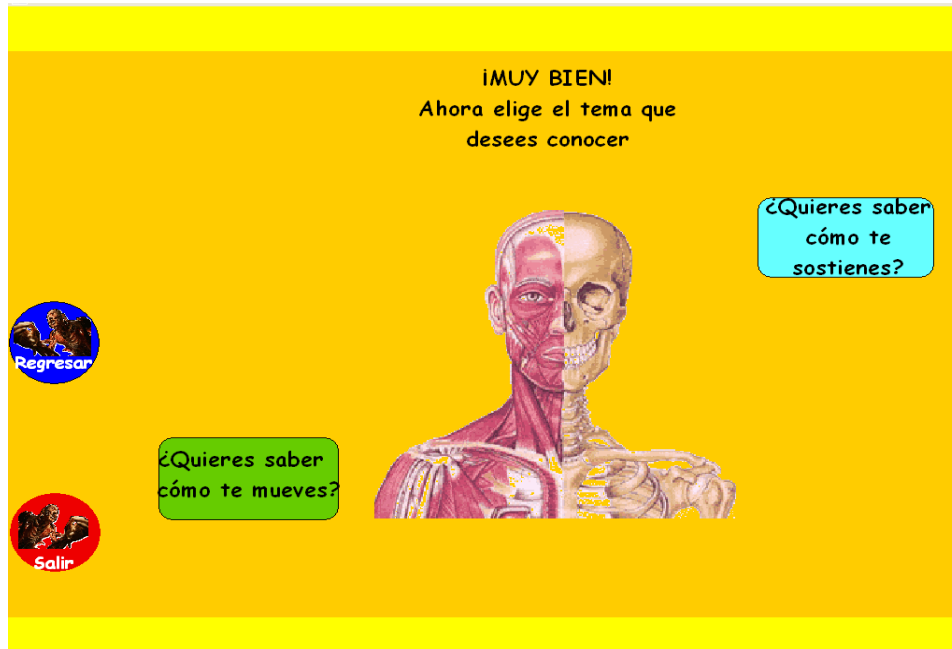 ¡MUY BIEN!
Ahora elige el tema que
desees conocer
¿Quieres saber
cómo te
sostienes?
Regresar
¿Quieres saber
cómo te mueves?
Salir